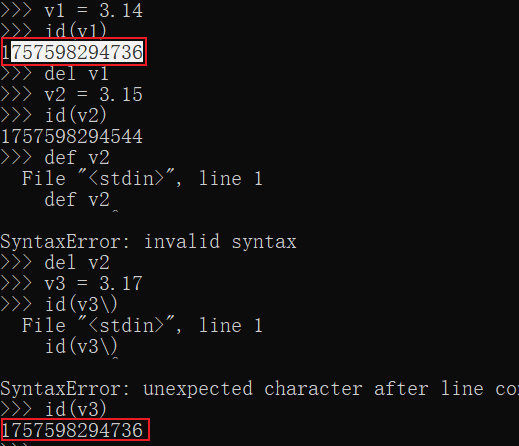 >>> v1 = 3.14
>>> id(v1)
1757598294736
>>> del v1
>>> v2 = 3.15
>>> id(v2)
1757598294544
>>> def v2
  File "<stdin>", line 1
    def v2
         ^
SyntaxError: invalid syntax
>>> del v2
>>> v3 = 3.17
>>> id(v3\)
  File "<stdin>", line 1
    id(v3\)
         ^
SyntaxError: unexpected character after line con
>>> id(v3)
1757598294736
>>>